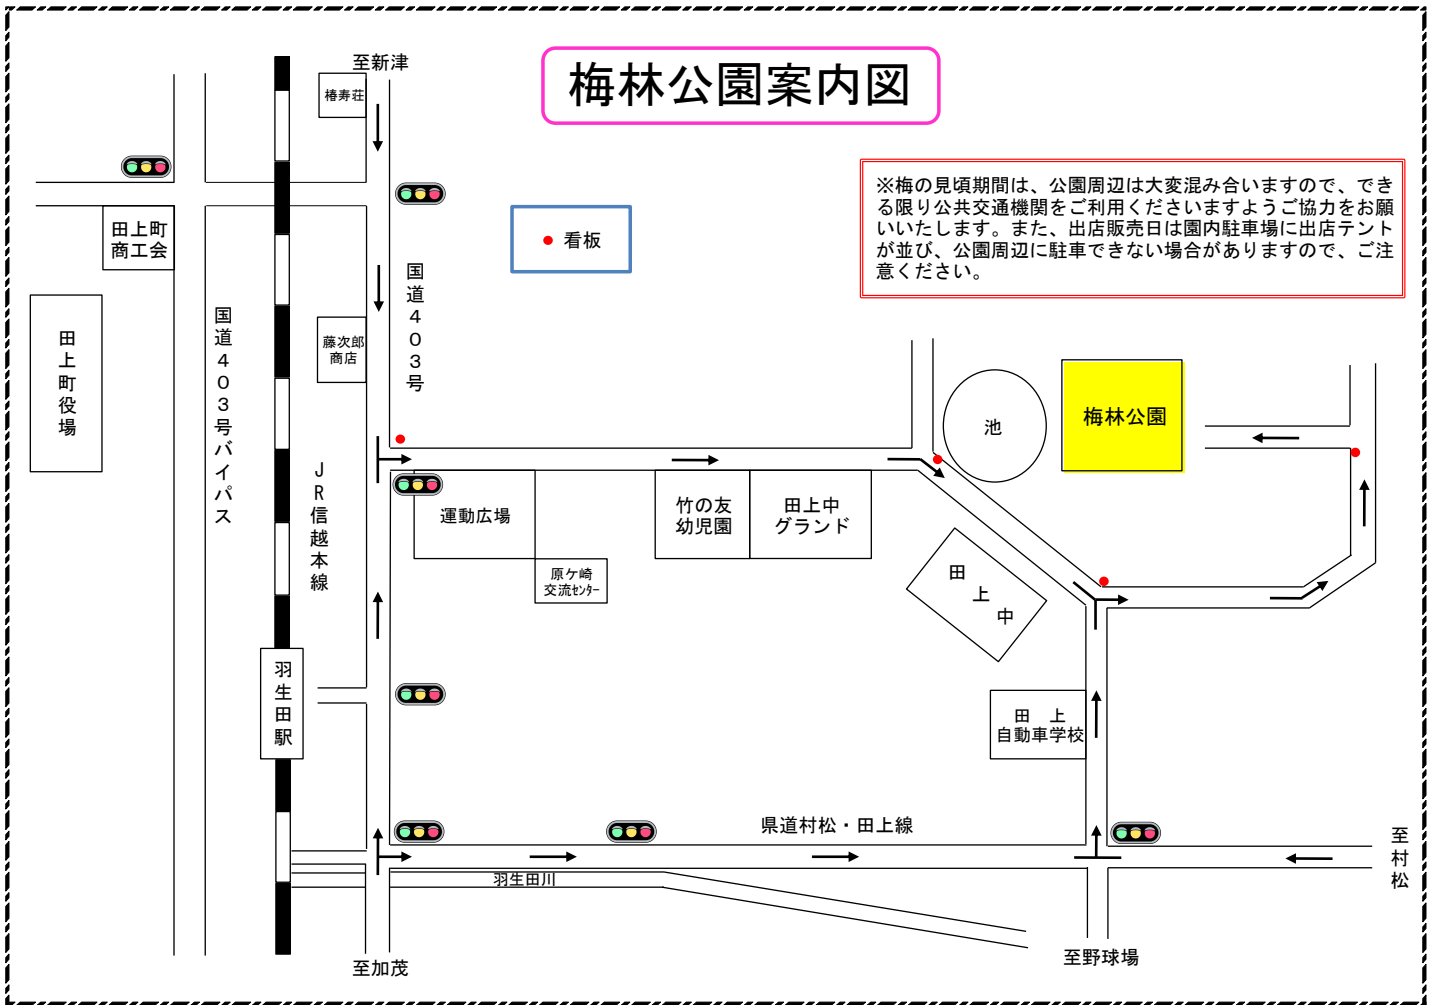 梅林公園案内図
至新津
椿寿荘
※梅の見頃期間は、公園周辺は大変混み合いますので、でき
る限り公共交通機関をご利用くださいますようご協力をお願
いいたします。また、出店販売日は園内駐車場に出店テント
が並び、公園周辺に駐車できない場合がありますので、ご注
意ください。
田上町
商工会
看板
国道403号
国道403号バイパス
田上町役場
藤次郎
商店
池
梅林公園
JR信越本線
運動広場
竹の友
幼児園
田上中
グランド
原ケ崎
交流センター
田上中
羽生田駅
田 上
自動車学校
県道村松・田上線
至村松
羽生田川
至加茂
至野球場